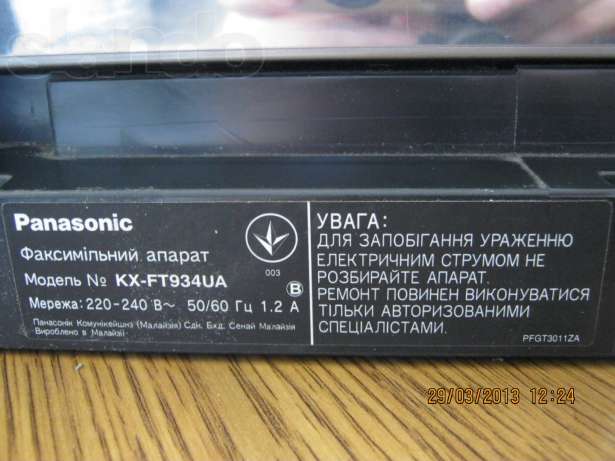 dando
Panasonic
Факсимільний апарат
Модель № KX-FT934UA
003
B
Мережа: 220-240 В~ 50/60 Гц 1.2 А
Панасонік Комунікейшнз (Малайзія) Сдн. Бхд. Сенай Малайзія
Вироблено в Малайзії
УВАГА:
ДЛЯ ЗАПОБІГАННЯ УРАЖЕННЮ
ЕЛЕКТРИЧНИМ СТРУМОМ НЕ
РОЗБИРАЙТЕ АПАРАТ.
РЕМОНТ ПОВИНЕН ВИКОНУВАТИСЯ
ТІЛЬКИ АВТОРИЗОВАНИМИ
СПЕЦІАЛІСТАМИ.
PFGT3011ZA
29/03/2013 12:24